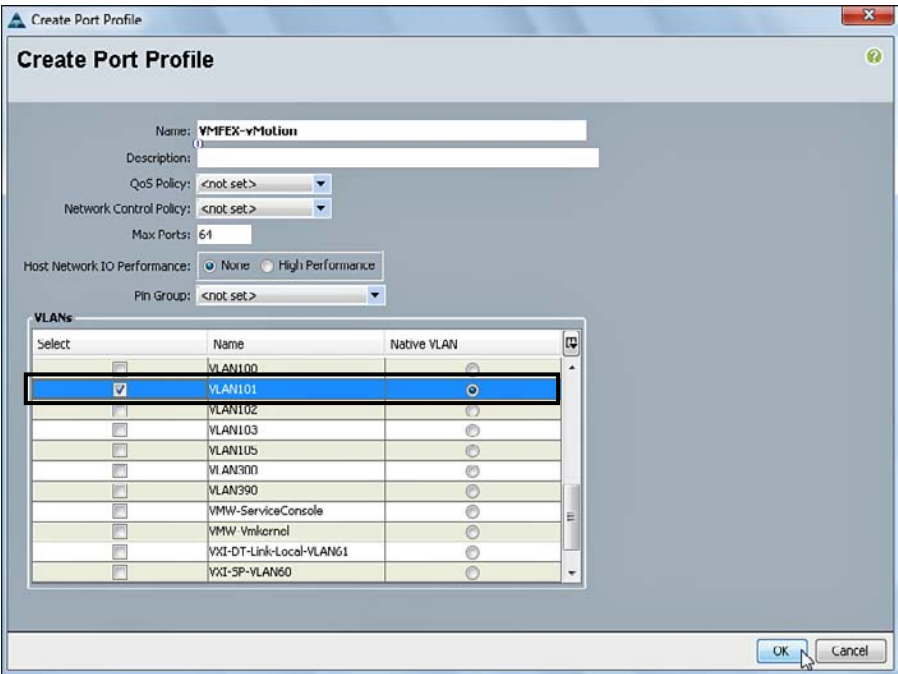 Create Port Profile
Create Port Profile
Name: VMFEX-vMotion
Description:
QoS Policy: <not set>
Network Control Policy: <not set>
Max Ports: 64
Host Network IO Performance: None High Performance
Pin Group: <not set>
VLANs
Select Name Native VLAN
VLAN100
VLAN101
VLAN102
VLAN103
VLAN105
VLAN300
VLAN390
VMW-ServiceConsole
VMW-Vmkernel
VXI-DT-Link-Local-VLAN61
VXI-SP-VLAN60
OK Cancel